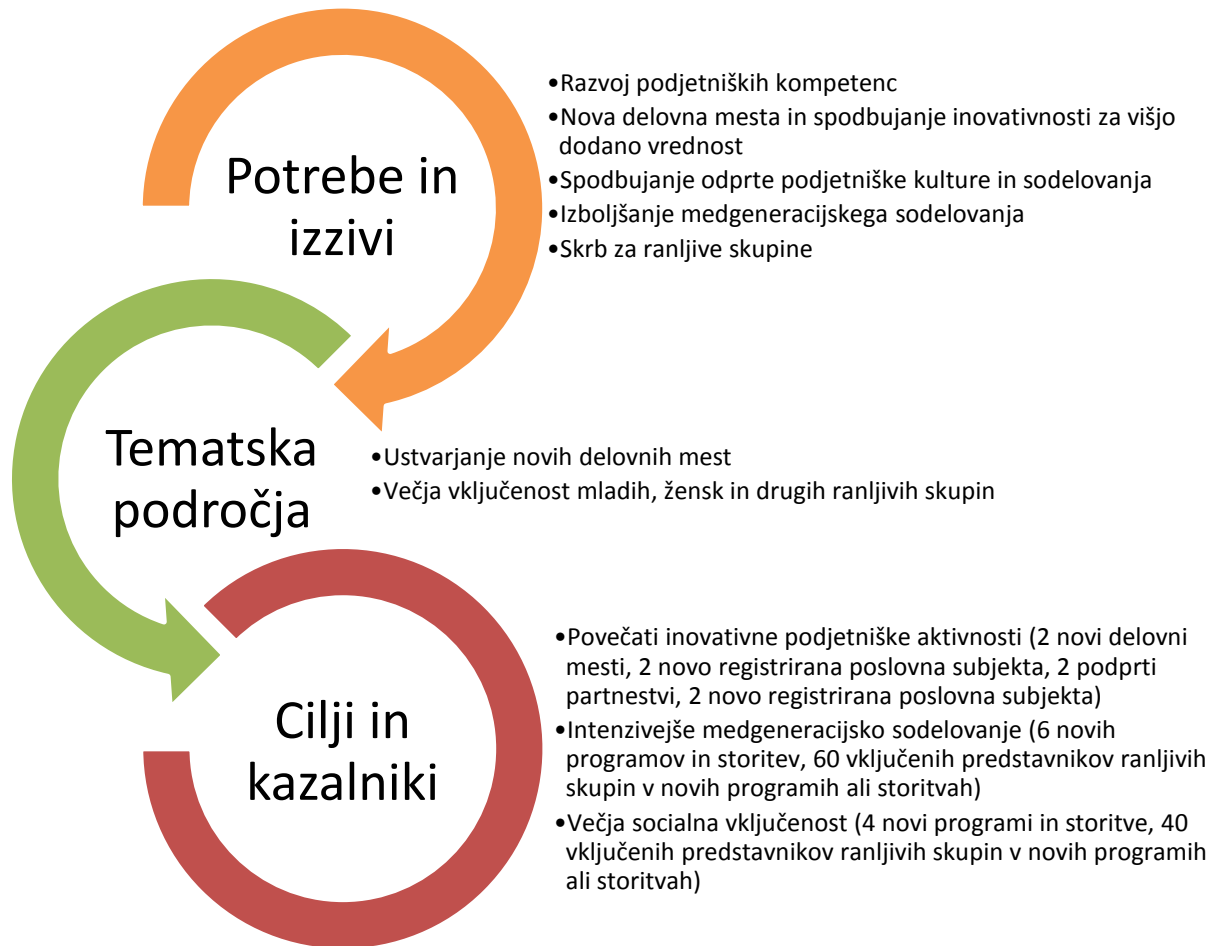 Potrebe in
izzivi
•Razvoj podjetniških kompetenc
•Nova delovna mesta in spodbujanje inovativnosti za višjo
dodano vrednost
•Spodbujanje odprte podjetniške kulture in sodelovanja
•Izboljšanje medgeneracijskega sodelovanja
•Skrb za ranljive skupine
Tematska
področja
•Ustvarjanje novih delovnih mest
•Večja vključenost mladih, žensk in drugih ranljivih skupin
Cilji in
kazalniki
•Povečati inovativne podjetniške aktivnosti (2 novi delovni
mesti, 2 novo registrirana poslovna subjekta, 2 podprti
partnestvi, 2 novo registrirana poslovna subjekta)
•Intenzivejše medgeneracijsko sodelovanje (6 novih
programov in storitev, 60 vključenih predstavnikov ranljivih
skupin v novih programih ali storitvah)
•Večja socialna vključenost (4 novi programi in storitve, 40
vključenih predstavnikov ranljivih skupin v novih programih
ali storitvah)